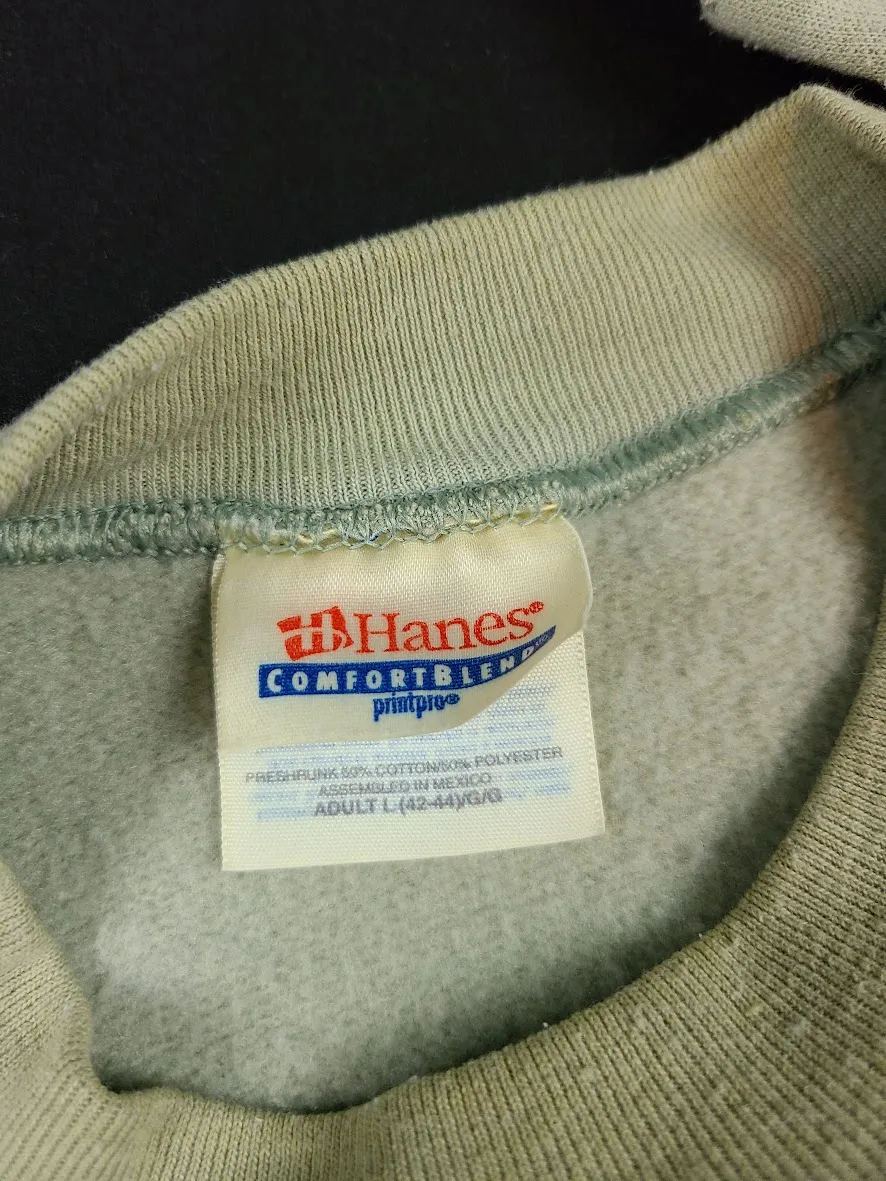 Hanes®
COMFORTBLEND
printpro®
PRESHRUNK 50% COTTON/50% POLYESTER
ASSEMBLED IN MEXICO
ADULT L (42-44)/G/G